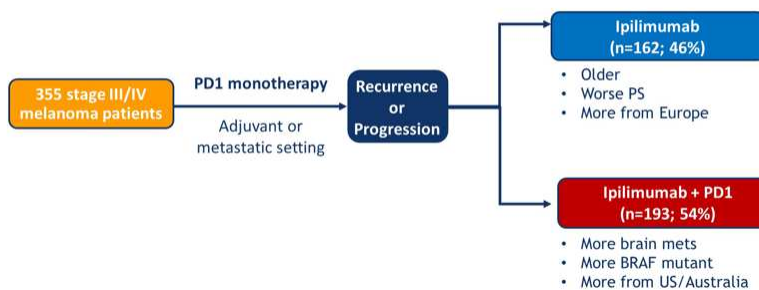 355 stage III/IV
melanoma patients
PD1 monotherapy
Adjuvant or
metastatic setting
Recurrence
or
Progression
Ipilimumab
(n=162; 46%)
• Older
• Worse PS
• More from Europe
Ipilimumab + PD1
(n=193; 54%)
• More brain mets
• More BRAF mutant
• More from US/Australia